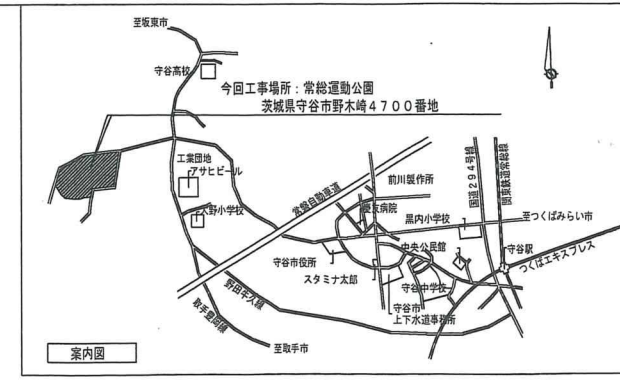 至坂東市
守谷高校
今回工事場所：常総運動公園
茨城県守谷市野木崎４７００番地
工業団地
アサヒビール
大野小学校
常磐自動車道
前川製作所
慶友病院
黒内小学校
国道２９４号線
関東鉄道常総線
至つくばみらい市
中央公民館
守谷駅
つくばエキスプレス
守谷市役所
スタミナ太郎
守谷中学校
守谷市
上下水道事務所
野田牛久線
取手豊岡線
至取手市
案内図